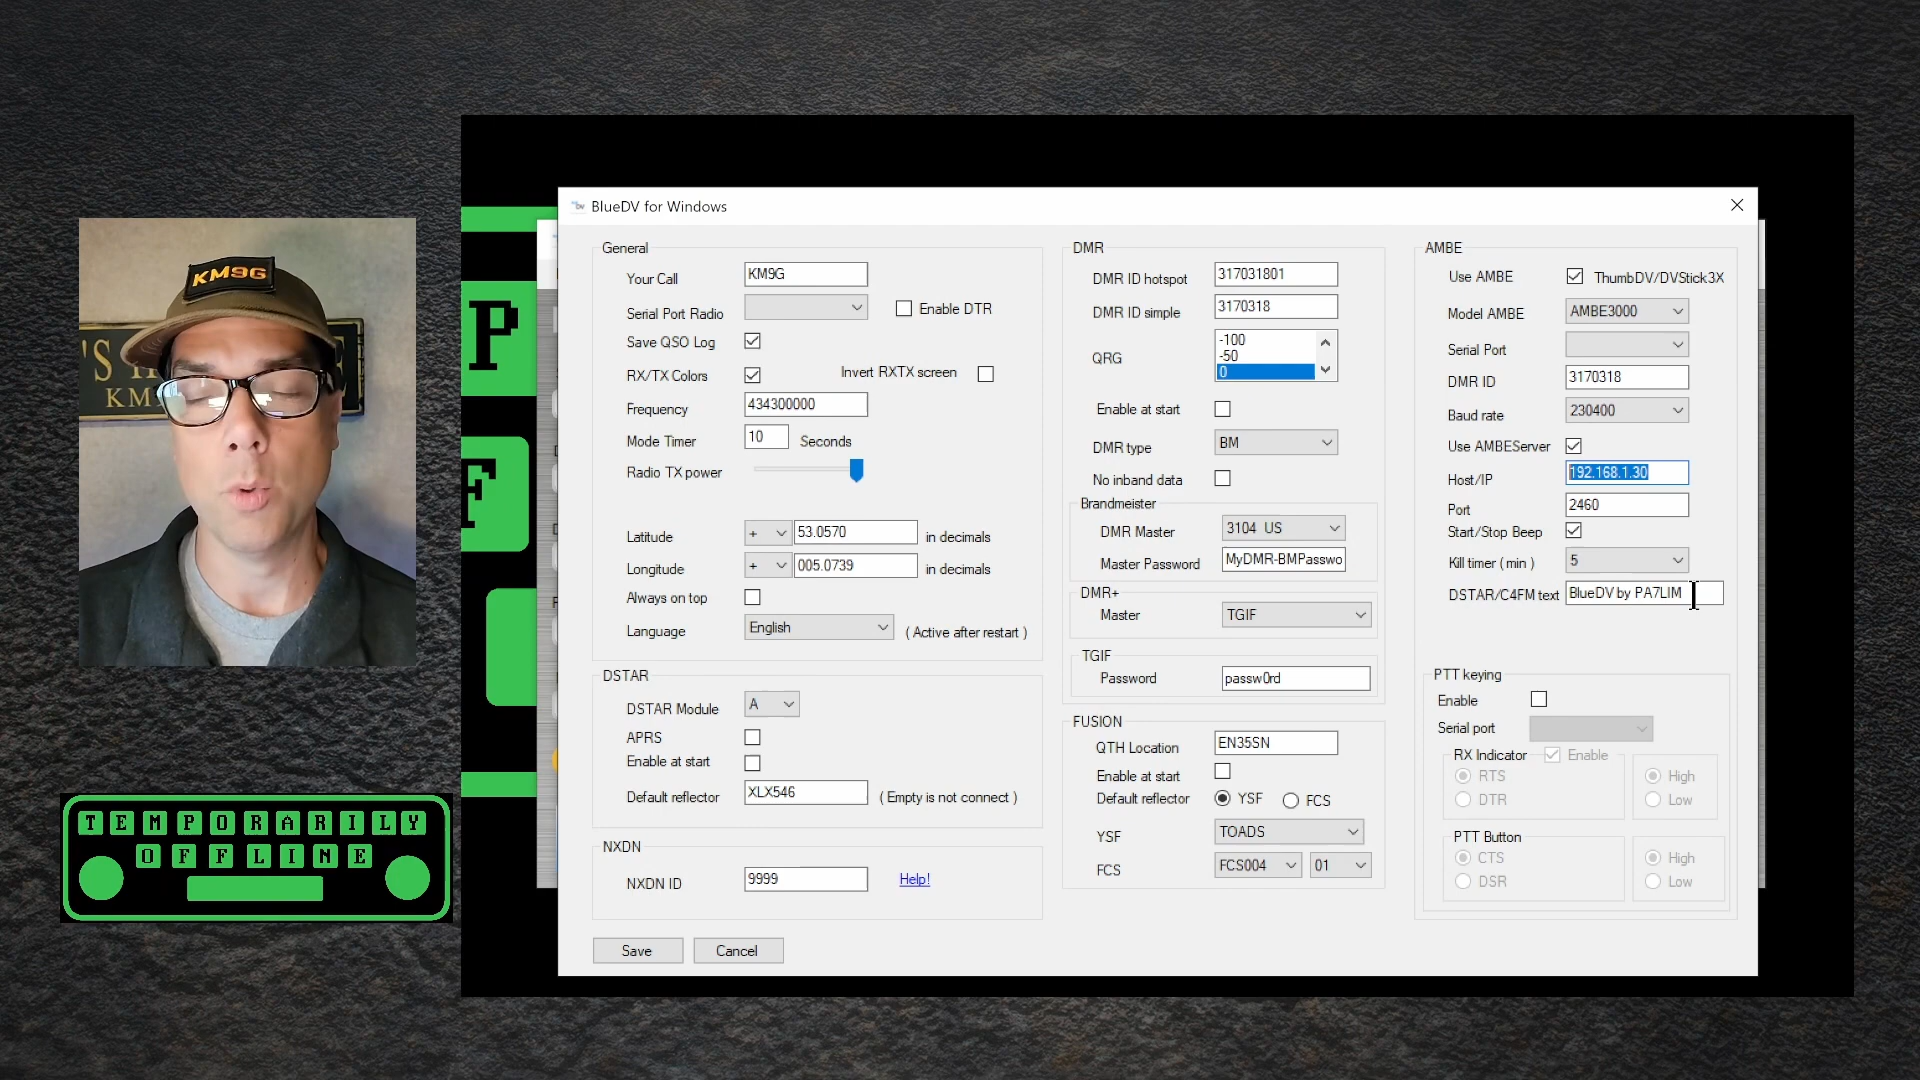 KM9G
S H E
KM
TEMPORARILY
OFFLINE
P
F
BlueDV for Windows
General
Your Call KM9G
Serial Port Radio Enable DTR
Save QSO Log
RX/TX Colors Invert RXTX screen
Frequency 434300000
Mode Timer 10 Seconds
Radio TX power
Latitude + 53.0570 in decimals
Longitude + 005.0739 in decimals
Always on top
Language English ( Active after restart )
DSTAR
DSTAR Module A
APRS
Enable at start
Default reflector XLX546 ( Empty is not connect )
NXDN
NXDN ID 9999 Help!
Save Cancel
DMR
DMR ID hotspot 317031801
DMR ID simple 3170318
QRG -100
-50
0
Enable at start
DMR type BM
No inband data
Brandmeister
DMR Master 3104 US
Master Password MyDMR-BMPasswo
DMR+
Master TGIF
TGIF
Password passw0rd
FUSION
QTH Location EN35SN
Enable at start
Default reflector YSF FCS
YSF TOADS
FCS FCS004 01
AMBE
Use AMBE ThumbDV/DVStick3X
Model AMBE AMBE3000
Serial Port
DMR ID 3170318
Baud rate 230400
Use AMBEServer
Host/IP 192.168.1.30
Port 2460
Start/Stop Beep
Kill timer ( min ) 5
DSTAR/C4FM text BlueDV by PA7LIM
PTT keying
Enable
Serial port
RX Indicator Enable
RTS High
DTR Low
PTT Button
CTS High
DSR Low